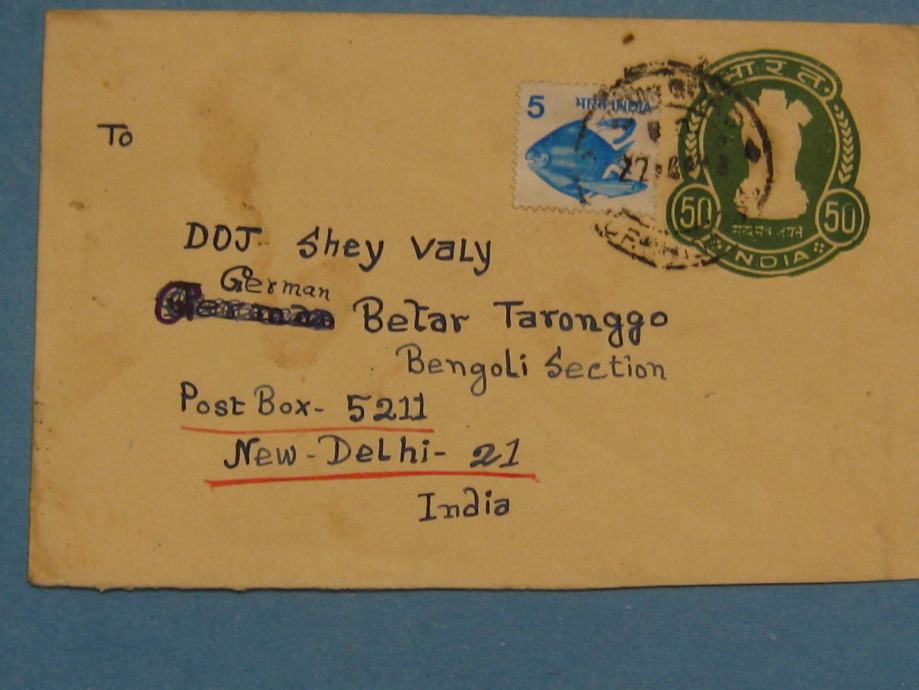 5 भारत INDIA
भारत
50 50
INDIA
To
DOJ Shey Valy
German
Betar Taronggo
Bengoli Section
Post Box- 5211
New-Delhi- 21
India